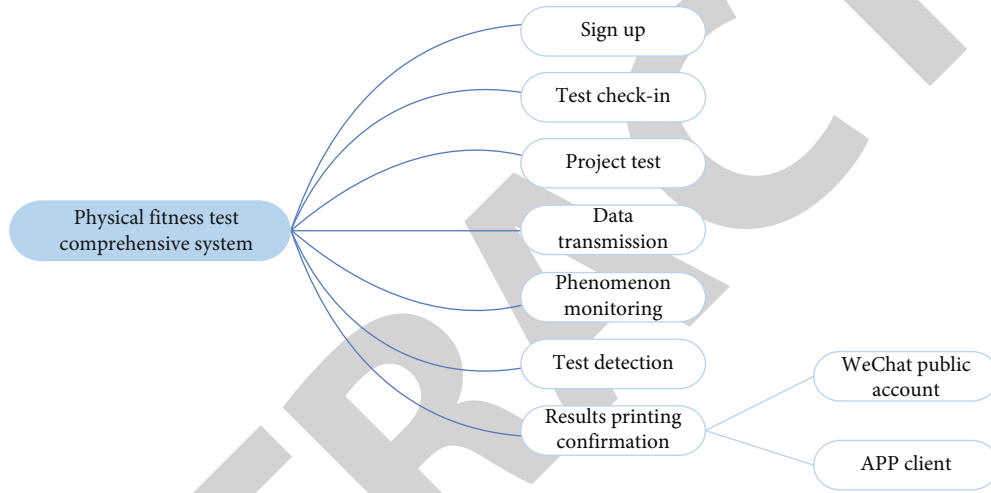 Sign up
Test check-in
Project test
Physical fitness test
comprehensive system
Data
transmission
Phenomenon
monitoring
Test detection
Results printing
confirmation
WeChat public
account
APP client